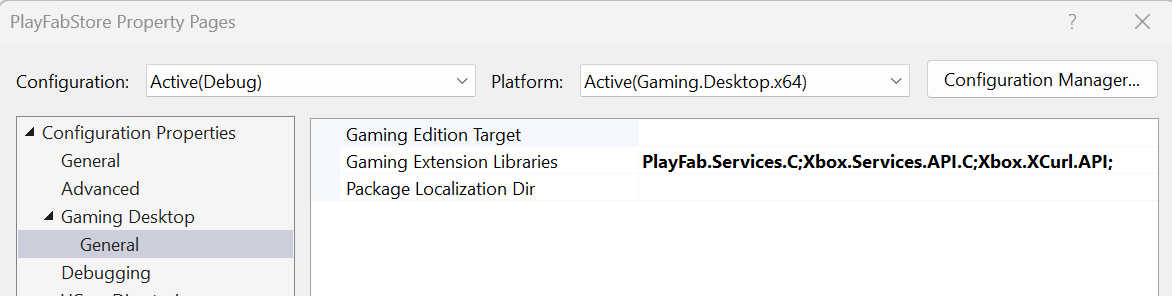 PlayFabStore Property Pages
?
Configuration: Active(Debug) Platform: Active(Gaming.Desktop.x64) Configuration Manager...
Configuration Properties
General
Advanced
Gaming Desktop
General
Debugging
Gaming Edition Target
Gaming Extension Libraries PlayFab.Services.C;Xbox.Services.API.C;Xbox.XCurl.API;
Package Localization Dir